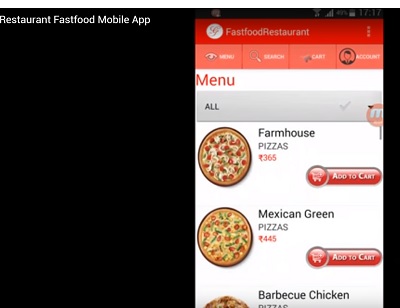 Restaurant Fastfood Mobile App
17:17
FastfoodRestaurant
MENU SEARCH CART ACCOUNT
Menu
ALL
Farmhouse
PIZZAS
₹365
ADD TO CART
Mexican Green
PIZZAS
₹445
ADD TO CART
Barbecue Chicken
PIZZAS